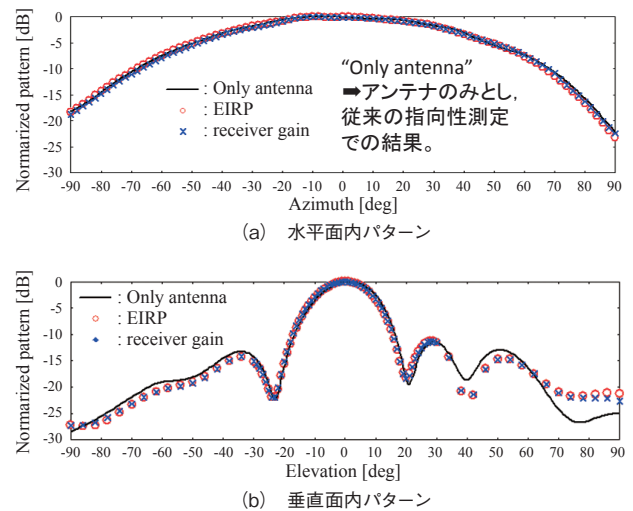 Normarized pattern [dB]
0
-5
-10
-15
-20
-25
-30
: Only antenna
: EIRP
: receiver gain
“Only antenna”
➡アンテナのみとし，
従来の指向性測定
での結果。
-90 -80 -70 -60 -50 -40 -30 -20 -10 0 10 20 30 40 50 60 70 80 90
Azimuth [deg]
(a) 水平面内パターン
Normarized pattern [dB]
0
-5
-10
-15
-20
-25
-30
: Only antenna
: EIRP
: receiver gain
-90 -80 -70 -60 -50 -40 -30 -20 -10 0 10 20 30 40 50 60 70 80 90
Elevation [deg]
(b) 垂直面内パターン